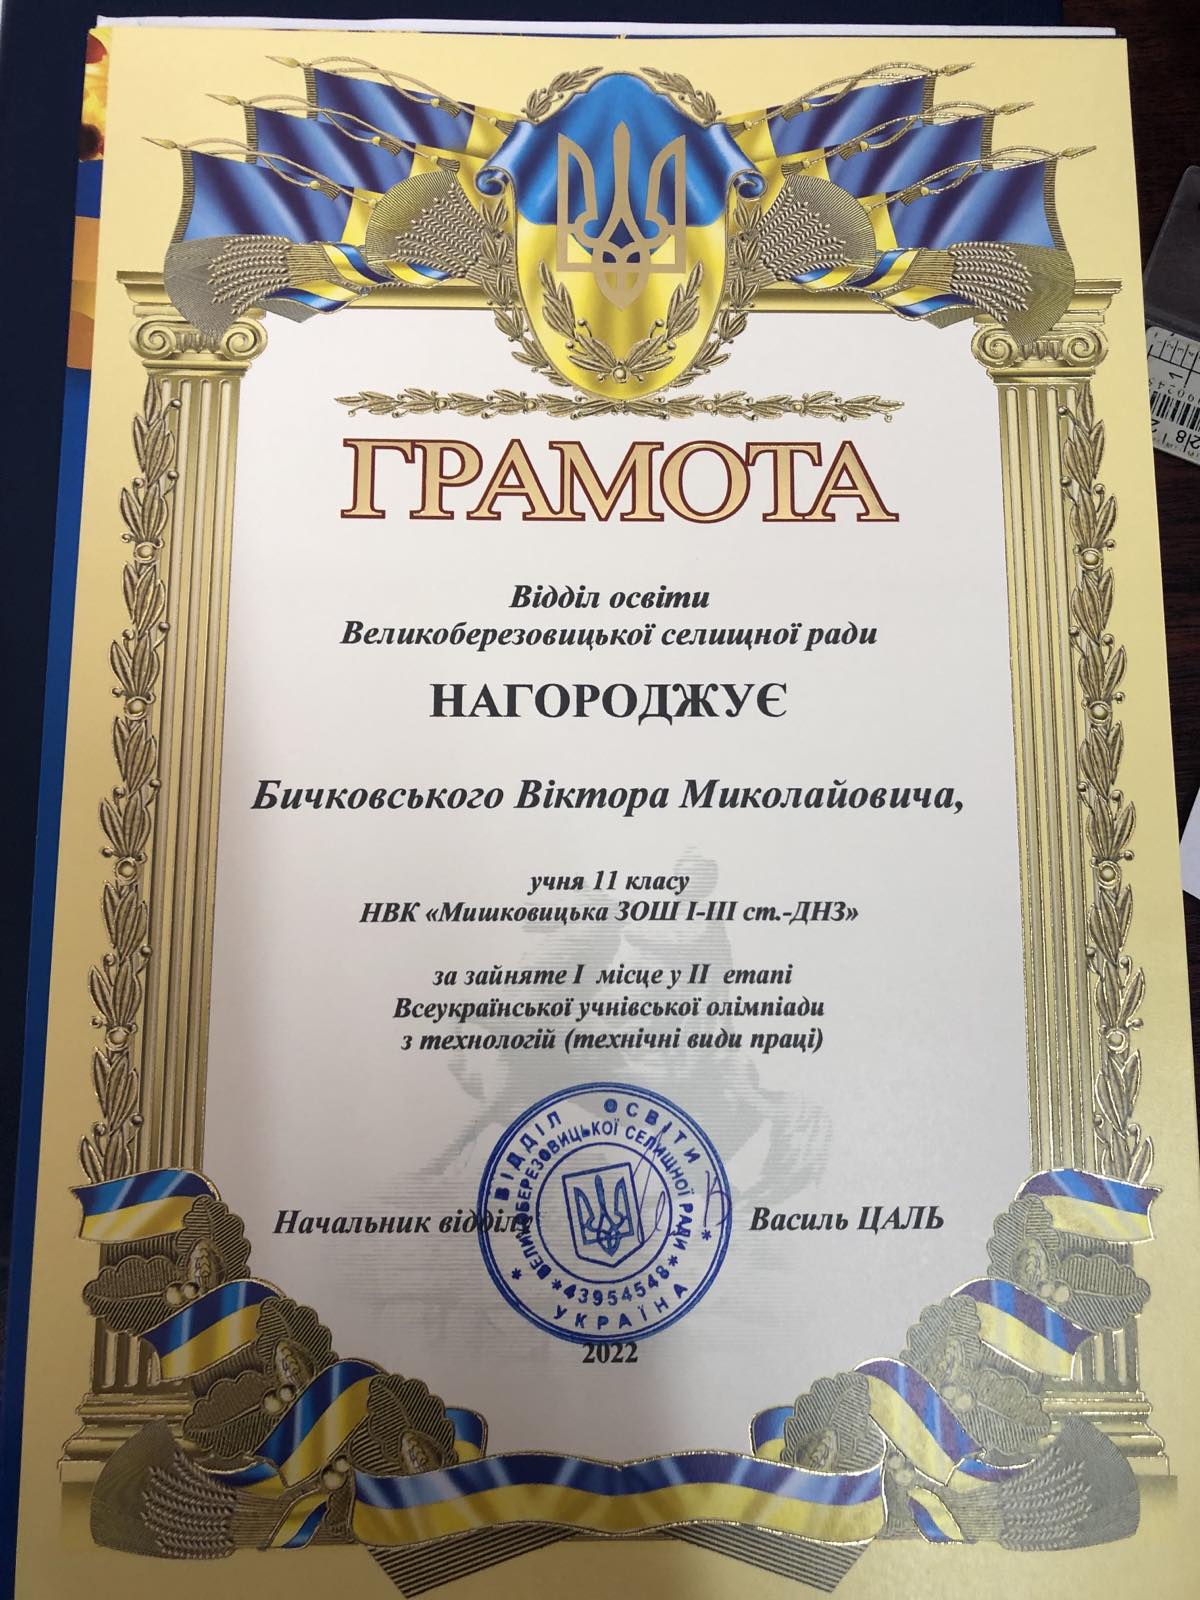 ГРАМОТА
Відділ освіти
Великоберезовицької селищної ради
НАГОРОДЖУЄ
Бичковського Віктора Миколайовича,
учня 11 класу
НВК «Мишковицька ЗОШ І-ІІІ ст.-ДНЗ»
за зайняте І місце у ІІ етапі
Всеукраїнської учнівської олімпіади
з технологій (технічні види праці)
Начальник відділу
Василь ЦАЛЬ
ВІДДІЛ ОСВІТИ
ВЕЛИКОБЕРЕЗОВИЦЬКОЇ СЕЛИЩНОЇ РАДИ
*43954548*
* УКРАЇНА *
2022